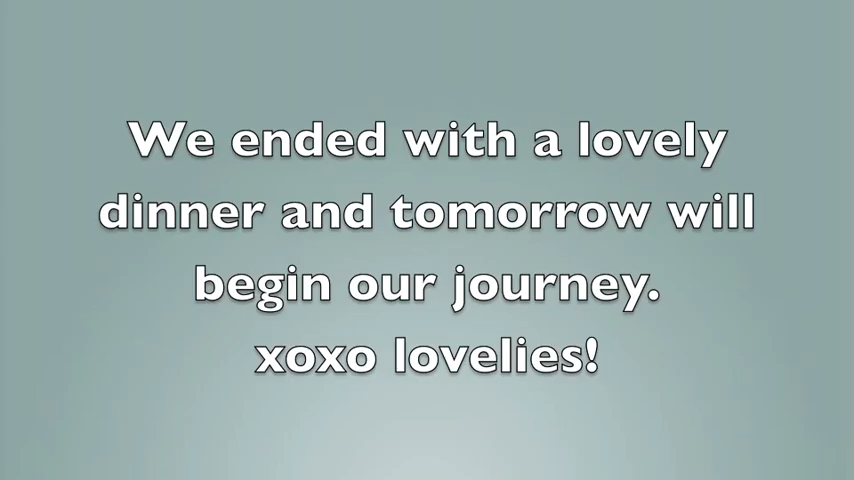 We ended with a lovely
dinner and tomorrow will
begin our journey.
xoxo lovelies!